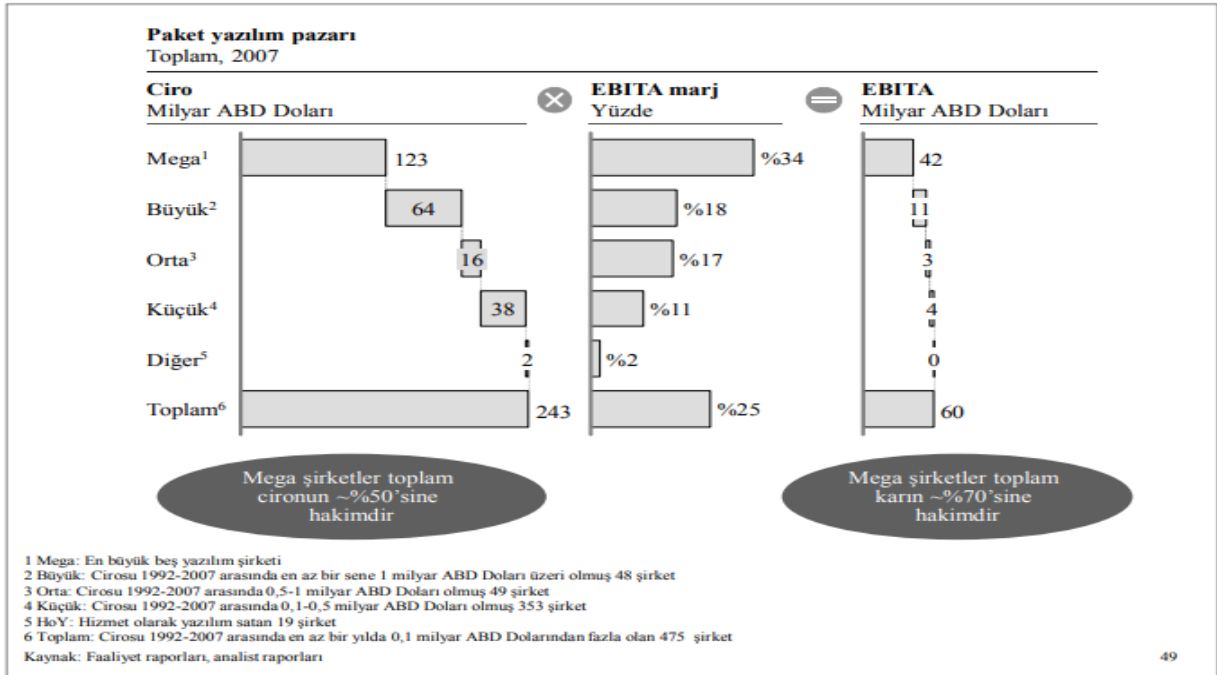 Paket yazılım pazarı
Toplam, 2007
Ciro
Milyar ABD Doları
EBITA marj
Yüzde
EBITA
Milyar ABD Doları
Mega¹ 123 %34 42
Büyük² 64 %18 11
Orta³ 16 %17 3
Küçük⁴ 38 %11 4
Diğer⁵ 2 %2 0
Toplam⁶ 243 %25 60
Mega şirketler toplam
cironun ~%50’sine
hakimdir
Mega şirketler toplam
karın ~%70’sine
hakimdir
1 Mega: En büyük beş yazılım şirketi
2 Büyük: Cirosu 1992-2007 arasında en az bir sene 1 milyar ABD Doları üzeri olmuş 48 şirket
3 Orta: Cirosu 1992-2007 arasında 0,5-1 milyar ABD Doları olmuş 49 şirket
4 Küçük: Cirosu 1992-2007 arasında 0,1-0,5 milyar ABD Doları olmuş 353 şirket
5 HoY: Hizmet olarak yazılım satan 19 şirket
6 Toplam: Cirosu 1992-2007 arasında en az bir yılda 0,1 milyar ABD Dolarından fazla olan 475 şirket
Kaynak: Faaliyet raporları, analist raporları
49